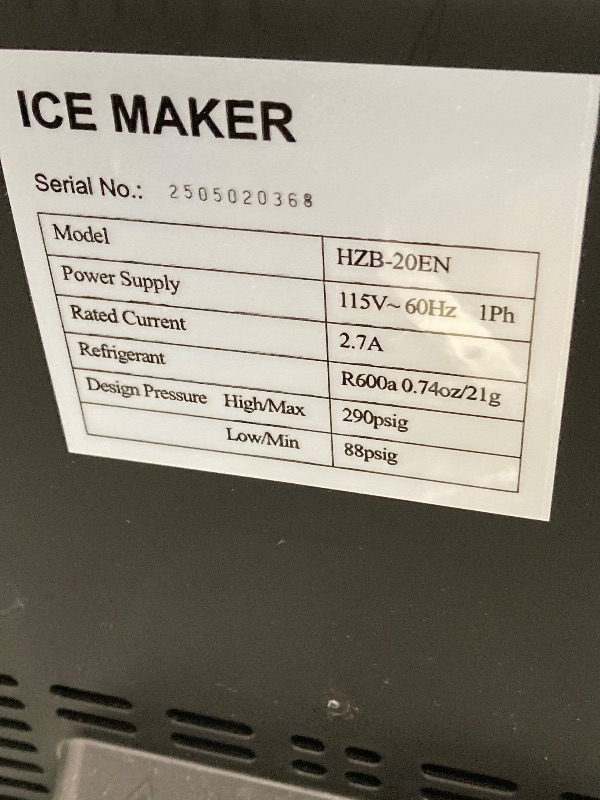 ICE MAKER
Serial No.: 2505020368
Model HZB-20EN
Power Supply 115V~ 60Hz 1Ph
Rated Current 2.7A
Refrigerant R600a 0.74oz/21g
Design Pressure High/Max 290psig
Low/Min 88psig